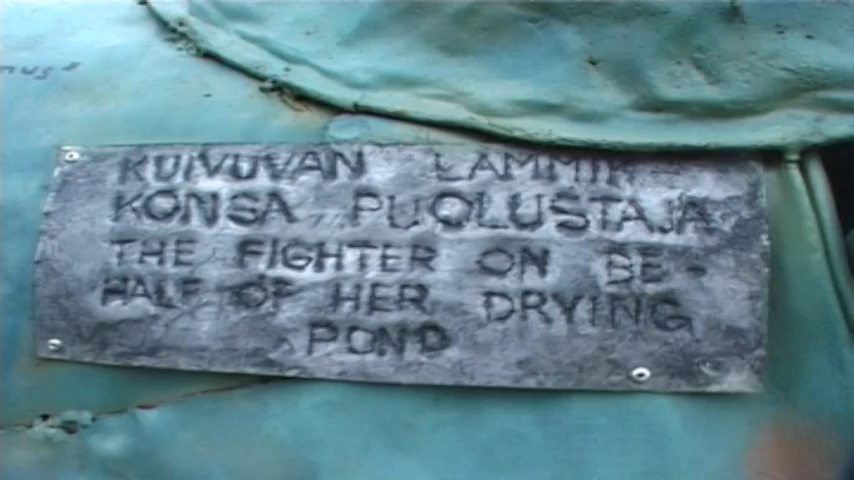 KUIVUVAN LAMMIK-
KONSA PUOLUSTAJA
THE FIGHTER ON BE-
HALF OF HER DRYING
POND